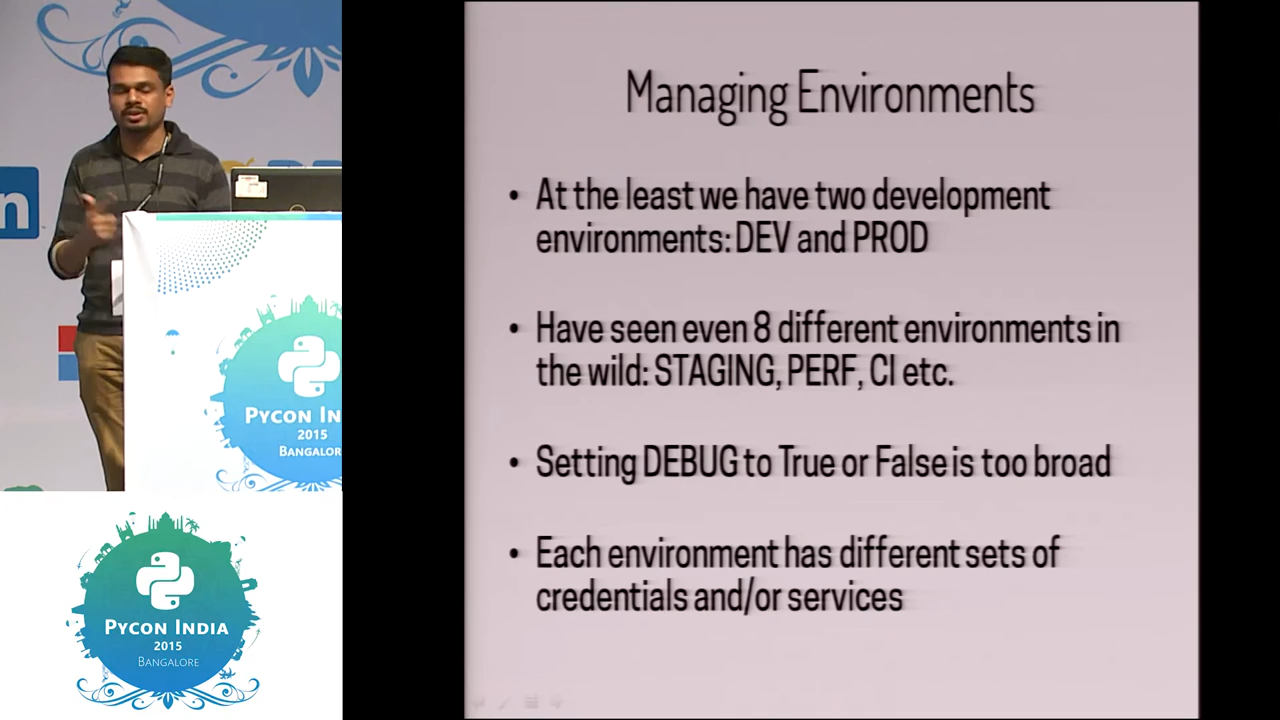 Managing Environments
• At the least we have two development
environments: DEV and PROD
• Have seen even 8 different environments in
the wild: STAGING, PERF, CI etc.
• Setting DEBUG to True or False is too broad
• Each environment has different sets of
credentials and/or services
n
PYCON IN
2015
BANGALOR
PYCON INDIA
2015
BANGALORE